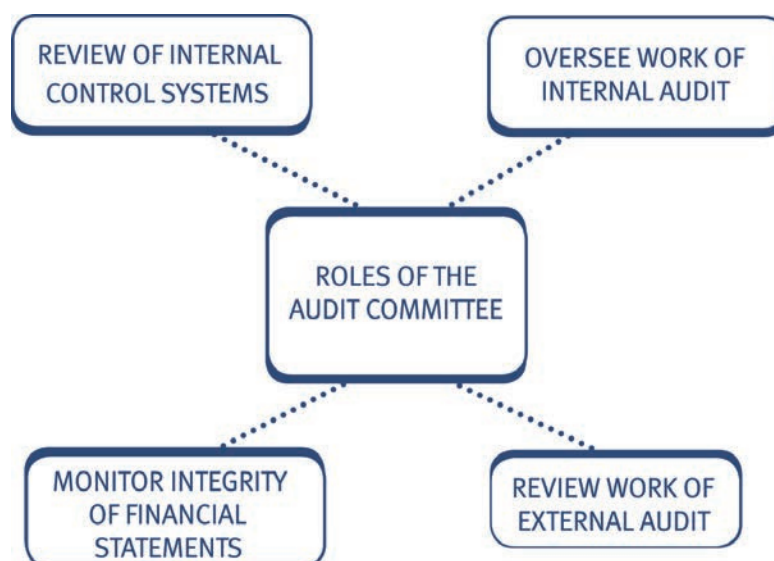 REVIEW OF INTERNAL
CONTROL SYSTEMS
OVERSEE WORK OF
INTERNAL AUDIT
ROLES OF THE
AUDIT COMMITTEE
MONITOR INTEGRITY
OF FINANCIAL
STATEMENTS
REVIEW WORK OF
EXTERNAL AUDIT